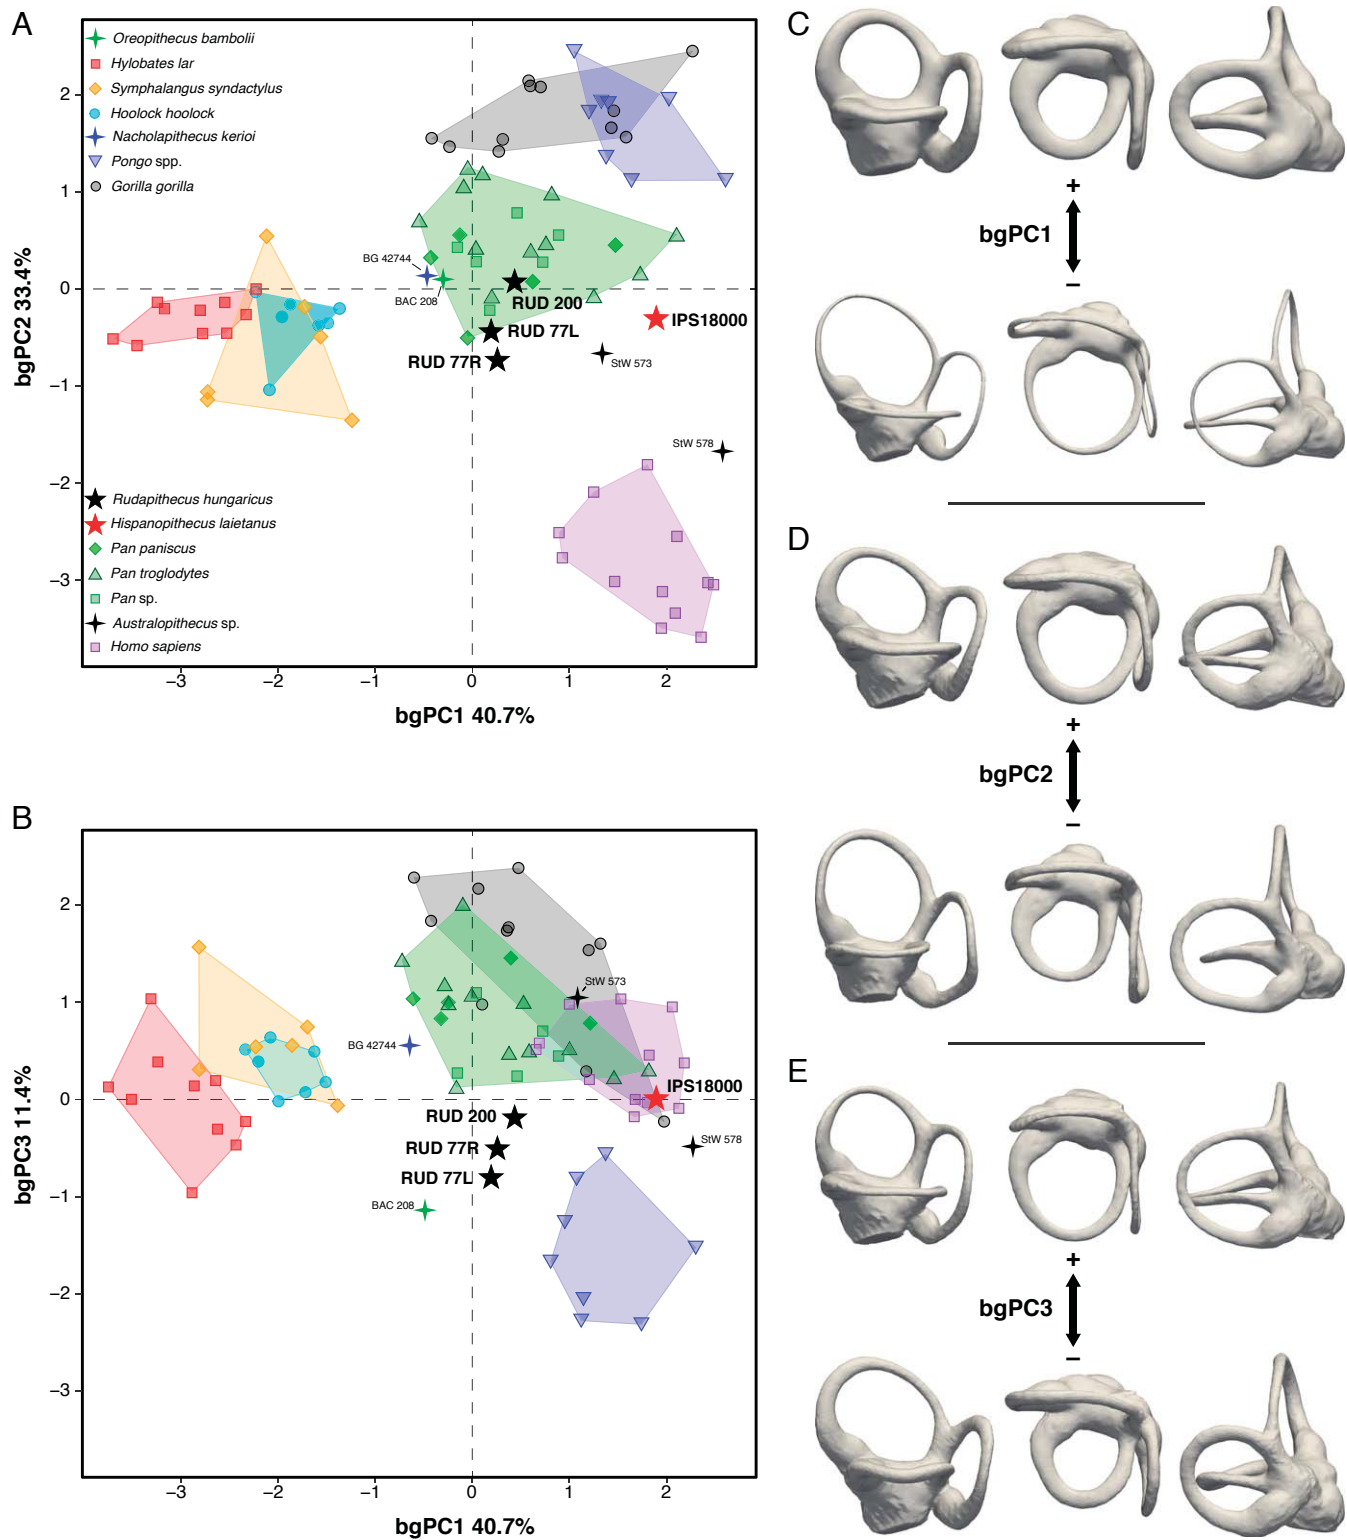 A
Oreopithecus bambolii
Hylobates lar
Symphalangus syndactylus
Hoolock hoolock
Nacholapithecus kerioi
Pongo spp.
Gorilla gorilla
2
1
0
−1
−2
−3
bgPC2 33.4%
BG 42744
BAC 208
RUD 200
RUD 77L
RUD 77R
IPS18000
StW 573
StW 578
Rudapithecus hungaricus
Hispanopithecus laietanus
Pan paniscus
Pan troglodytes
Pan sp.
Australopithecus sp.
Homo sapiens
−3 −2 −1 0 1 2
bgPC1 40.7%
B
2
1
0
−1
−2
−3
bgPC3 11.4%
StW 573
BG 42744
IPS18000
RUD 200
RUD 77R
RUD 77L
StW 578
BAC 208
−3 −2 −1 0 1 2
bgPC1 40.7%
C
+
bgPC1
−
D
+
bgPC2
−
E
+
bgPC3
−